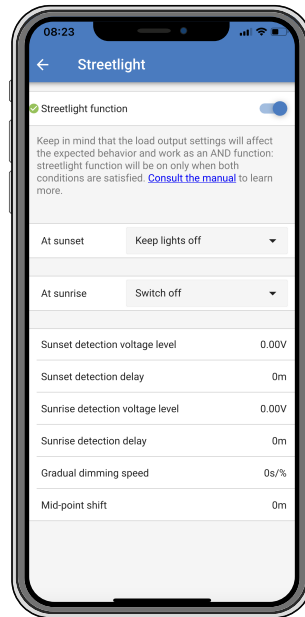 08:23
Streetlight
Streetlight function
Keep in mind that the load output settings will affect
the expected behavior and work as an AND function:
streetlight function will be on only when both
conditions are satisfied. Consult the manual to learn
more.
At sunset Keep lights off
At sunrise Switch off
Sunset detection voltage level 0.00V
Sunset detection delay 0m
Sunrise detection voltage level 0.00V
Sunrise detection delay 0m
Gradual dimming speed 0s/%
Mid-point shift 0m